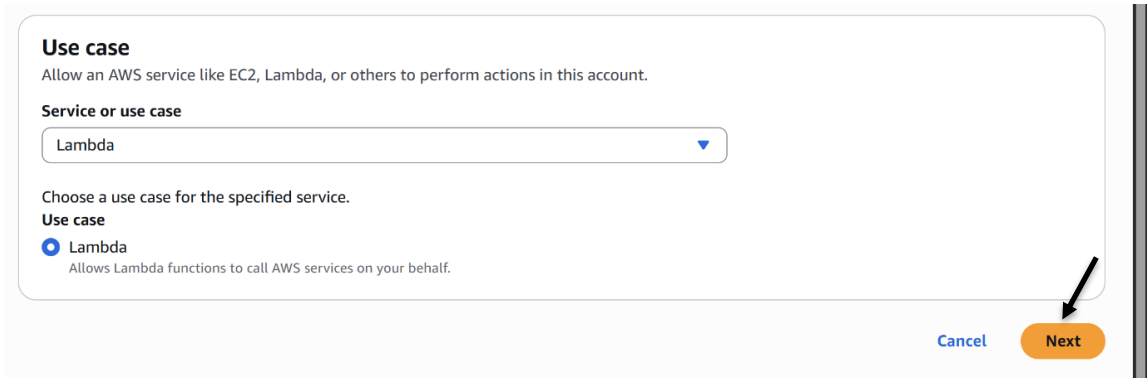 Use case
Allow an AWS service like EC2, Lambda, or others to perform actions in this account.
Service or use case
Lambda
Choose a use case for the specified service.
Use case
Lambda
Allows Lambda functions to call AWS services on your behalf.
Cancel
Next